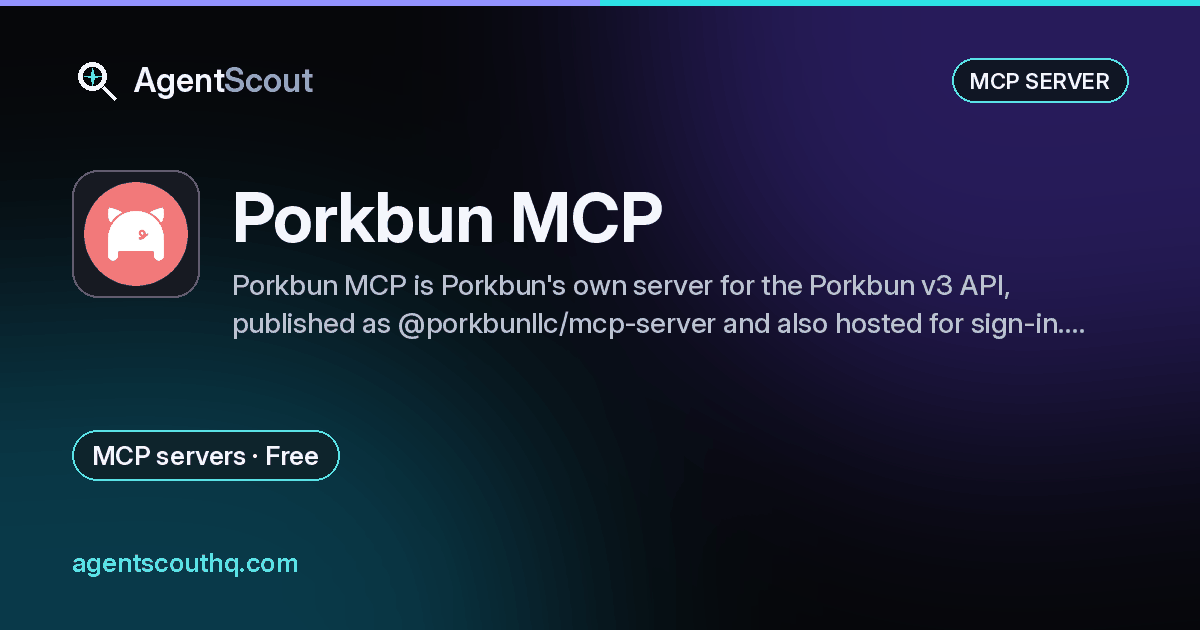 AgentScout
MCP SERVER
Porkbun MCP
Porkbun MCP is Porkbun's own server for the Porkbun v3 API,
published as @porkbunllc/mcp-server and also hosted for sign-in....
MCP servers · Free
agentscouthq.com